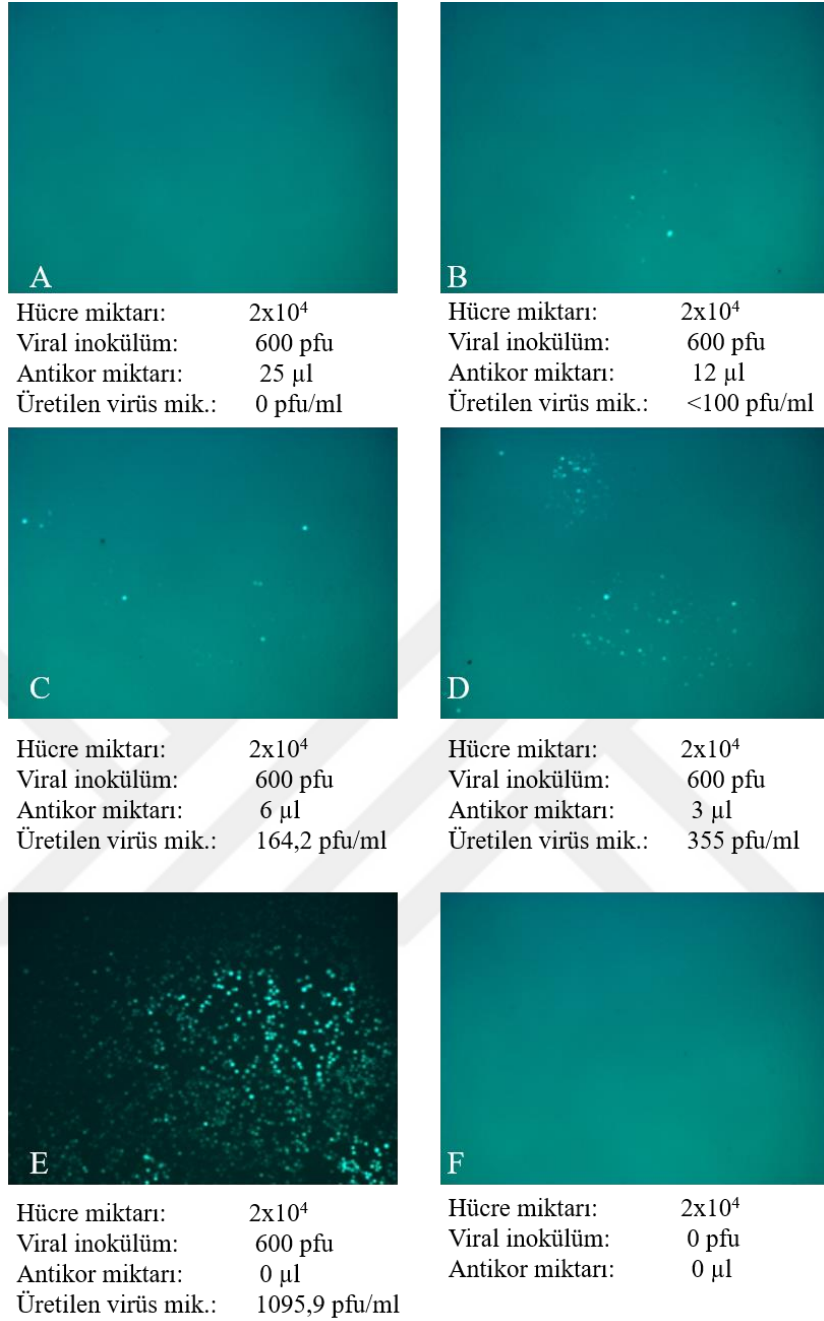 A
Hücre miktarı: 2x10⁴
Viral inokülüm: 600 pfu
Antikor miktarı: 25 µl
Üretilen virüs mik.: 0 pfu/ml
B
Hücre miktarı: 2x10⁴
Viral inokülüm: 600 pfu
Antikor miktarı: 12 µl
Üretilen virüs mik.: <100 pfu/ml
C
Hücre miktarı: 2x10⁴
Viral inokülüm: 600 pfu
Antikor miktarı: 6 µl
Üretilen virüs mik.: 164,2 pfu/ml
D
Hücre miktarı: 2x10⁴
Viral inokülüm: 600 pfu
Antikor miktarı: 3 µl
Üretilen virüs mik.: 355 pfu/ml
E
Hücre miktarı: 2x10⁴
Viral inokülüm: 600 pfu
Antikor miktarı: 0 µl
Üretilen virüs mik.: 1095,9 pfu/ml
F
Hücre miktarı: 2x10⁴
Viral inokülüm: 0 pfu
Antikor miktarı: 0 µl